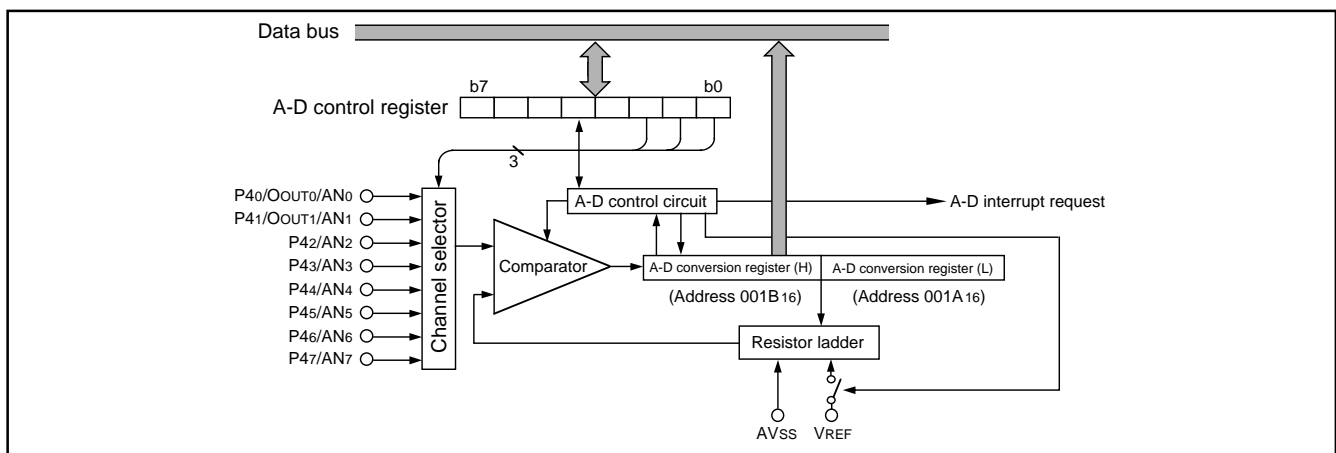 Data bus
b7 b0
A-D control register
3
P40/OOUT0/AN0
P41/OOUT1/AN1
P42/AN2
P43/AN3
P44/AN4
P45/AN5
P46/AN6
P47/AN7
Channel selector
A-D control circuit
A-D interrupt request
Comparator
A-D conversion register (H) A-D conversion register (L)
(Address 001B16) (Address 001A16)
Resistor ladder
AVSS VREF